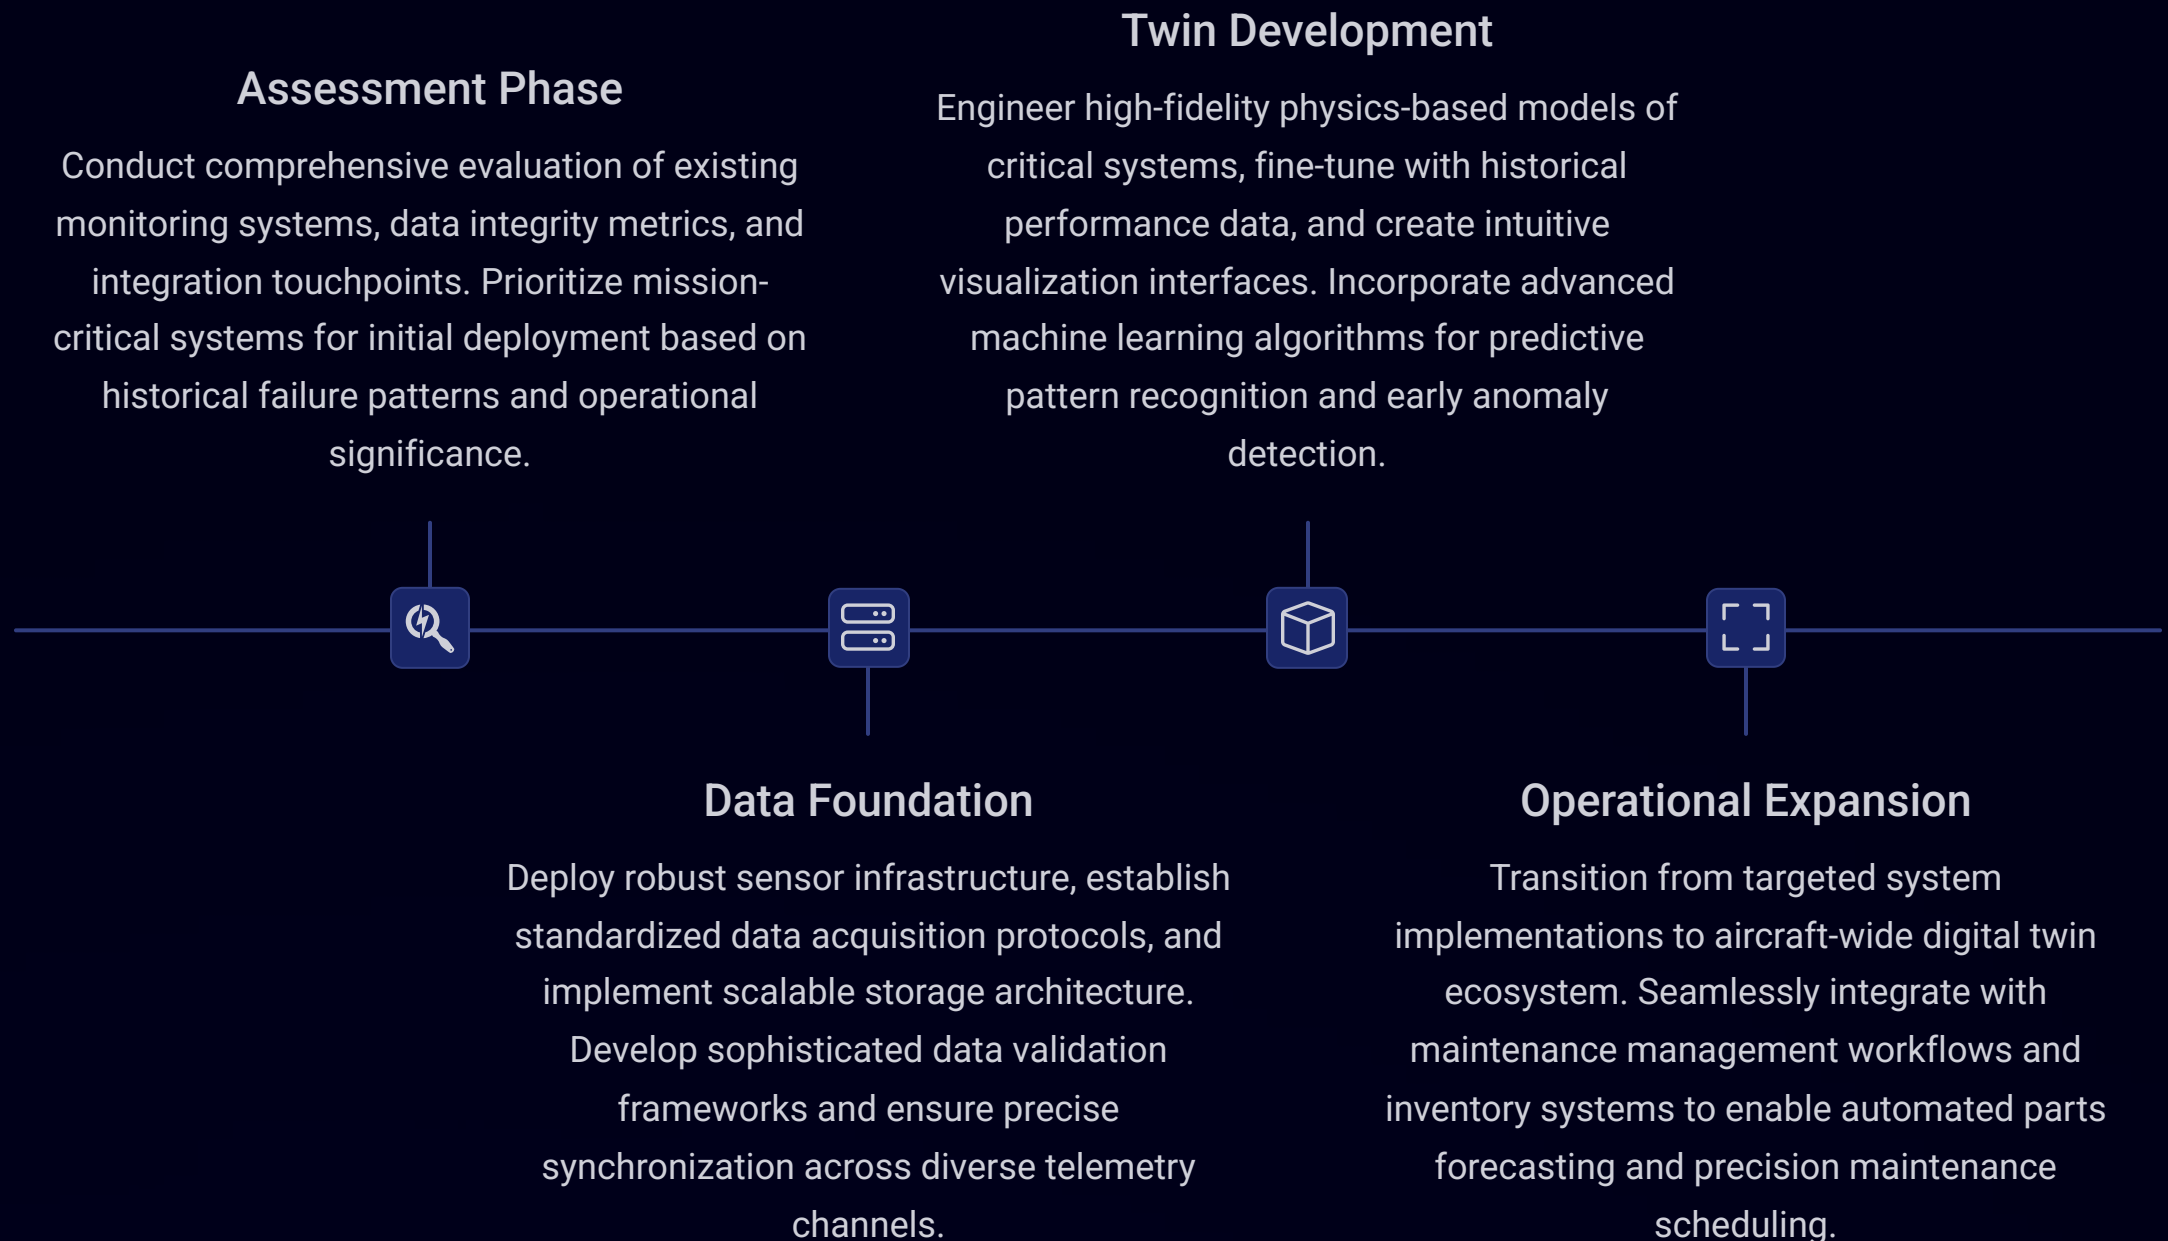 Assessment Phase
Conduct comprehensive evaluation of existing
monitoring systems, data integrity metrics, and
integration touchpoints. Prioritize mission-
critical systems for initial deployment based on
historical failure patterns and operational
significance.
Data Foundation
Deploy robust sensor infrastructure, establish
standardized data acquisition protocols, and
implement scalable storage architecture.
Develop sophisticated data validation
frameworks and ensure precise
synchronization across diverse telemetry
channels.
Twin Development
Engineer high-fidelity physics-based models of
critical systems, fine-tune with historical
performance data, and create intuitive
visualization interfaces. Incorporate advanced
machine learning algorithms for predictive
pattern recognition and early anomaly
detection.
Operational Expansion
Transition from targeted system
implementations to aircraft-wide digital twin
ecosystem. Seamlessly integrate with
maintenance management workflows and
inventory systems to enable automated parts
forecasting and precision maintenance
scheduling.